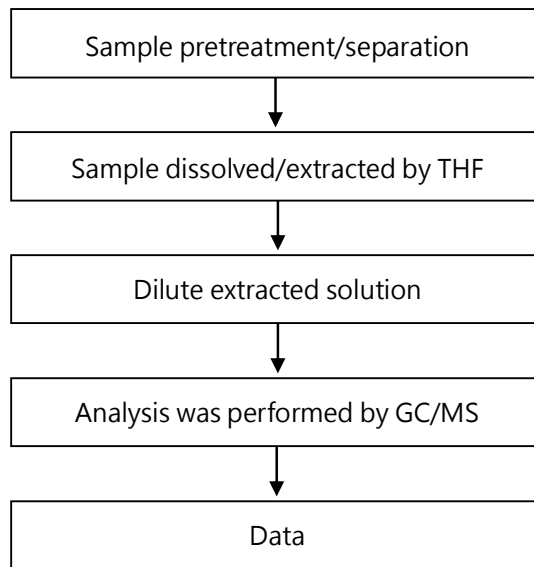 Sample pretreatment/separation
Sample dissolved/extracted by THF
Dilute extracted solution
Analysis was performed by GC/MS
Data